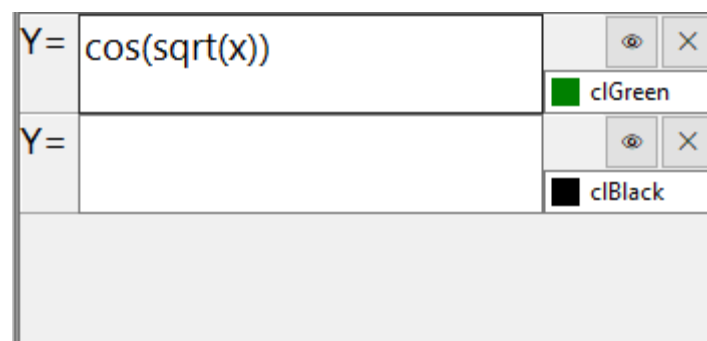 Y= cos(sqrt(x))
clGreen
Y=
clBlack